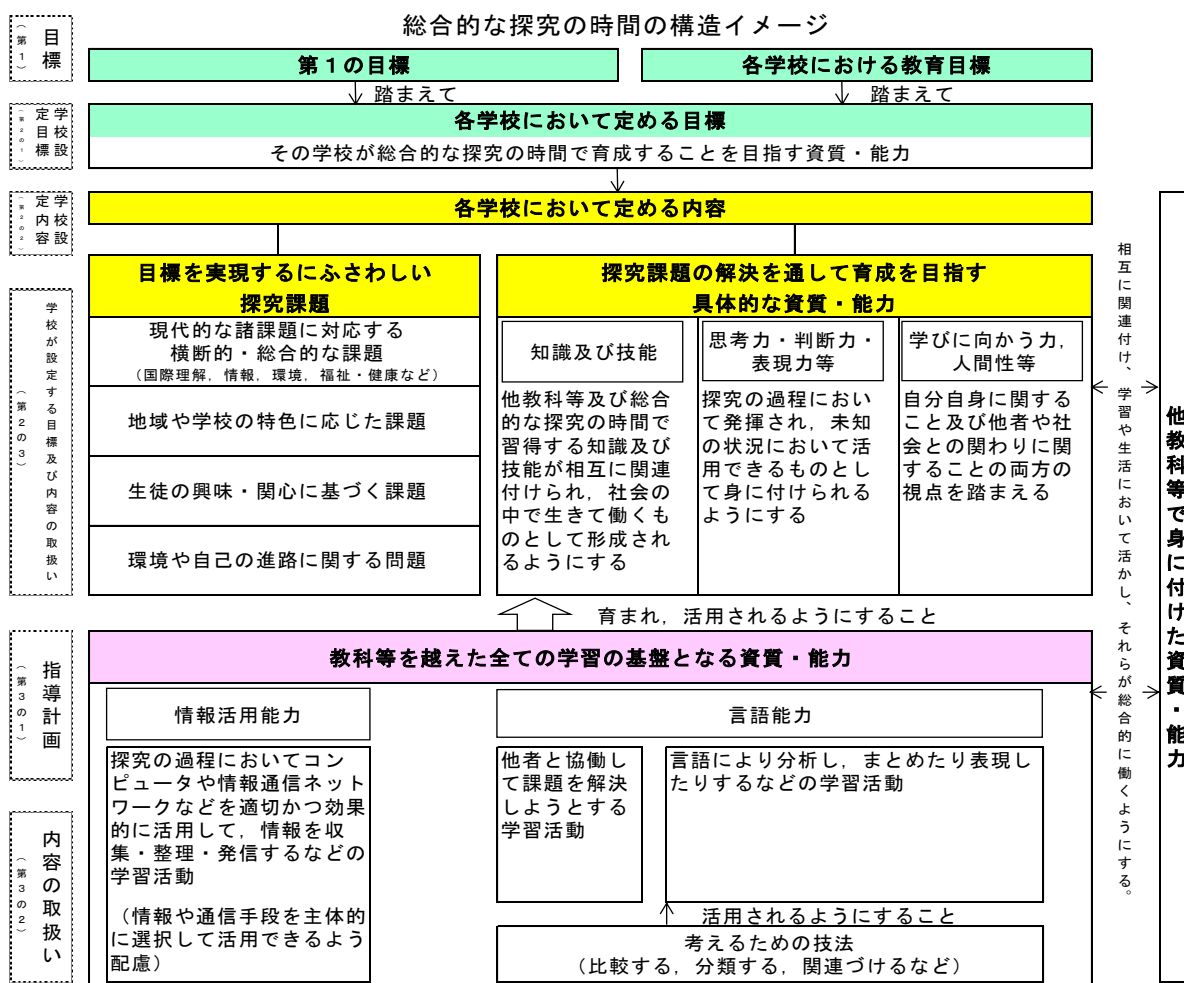 総合的な探究の時間の構造イメージ
目標
（第1）
第１の目標
各学校における教育目標
踏まえて
踏まえて
学校設定目標
（第2の1）
各学校において定める目標
その学校が総合的な探究の時間で育成することを目指す資質・能力
学校設定内容
（第2の2）
各学校において定める内容
学校が設定する目標及び内容の取扱い
（第2の3）
目標を実現するにふさわしい
探究課題
現代的な諸課題に対応する
横断的・総合的な課題
（国際理解，情報，環境，福祉・健康など）
地域や学校の特色に応じた課題
生徒の興味・関心に基づく課題
環境や自己の進路に関する問題
探究課題の解決を通して育成を目指す
具体的な資質・能力
知識及び技能
他教科等及び総合
的な探究の時間で
習得する知識及び
技能が相互に関連
付けられ，社会の
中で生きて働くも
のとして形成され
るようにする
思考力・判断力・
表現力等
探究の過程におい
て発揮され，未知
の状況において活
用できるものとし
て身に付けられる
ようにする
学びに向かう力，
人間性等
自分自身に関する
こと及び他者や社
会との関わりに関
することの両方の
視点を踏まえる
相互に関連付け、学習や生活において活かし、それらが総合的に働くようにする。
他教科等で身に付けた資質・能力
育まれ，活用されるようにすること
指導計画
（第3の1）
教科等を越えた全ての学習の基盤となる資質・能力
情報活用能力
探究の過程においてコン
ピュータや情報通信ネット
ワークなどを適切かつ効果
的に活用して，情報を収
集・整理・発信するなどの
学習活動
（情報や通信手段を主体的
に選択して活用できるよう
配慮）
言語能力
他者と協働し
て課題を解決
しようとする
学習活動
言語により分析し，まとめたり表現し
たりするなどの学習活動
活用されるようにすること
考えるための技法
（比較する，分類する，関連づけるなど）
内容の取扱い
（第3の2）